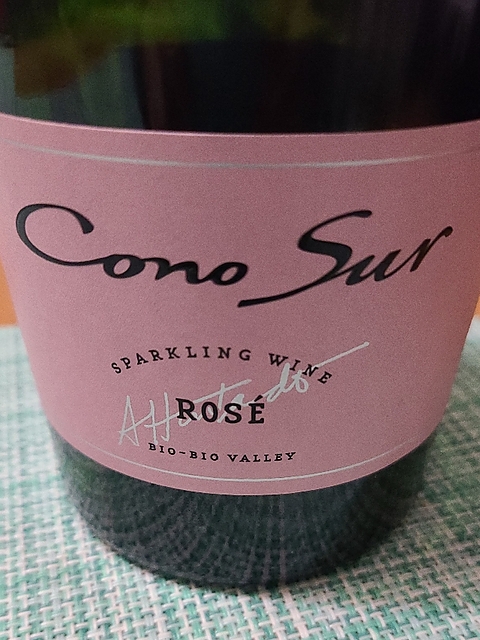 Cono Sur
SPARKLING WINE
ROSÉ
BIO-BIO VALLEY